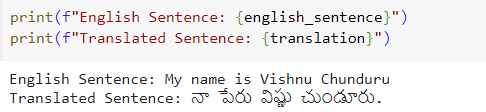 print(f"English Sentence: {english_sentence}")
print(f"Translated Sentence: {translation}")
English Sentence: My name is Vishnu Chunduru
Translated Sentence: నా పేరు విష్ణు చుండూరు.